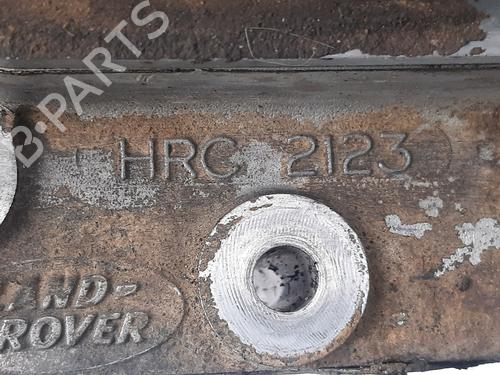 B-PARTS
HRC 2123
LAND-
ROVER